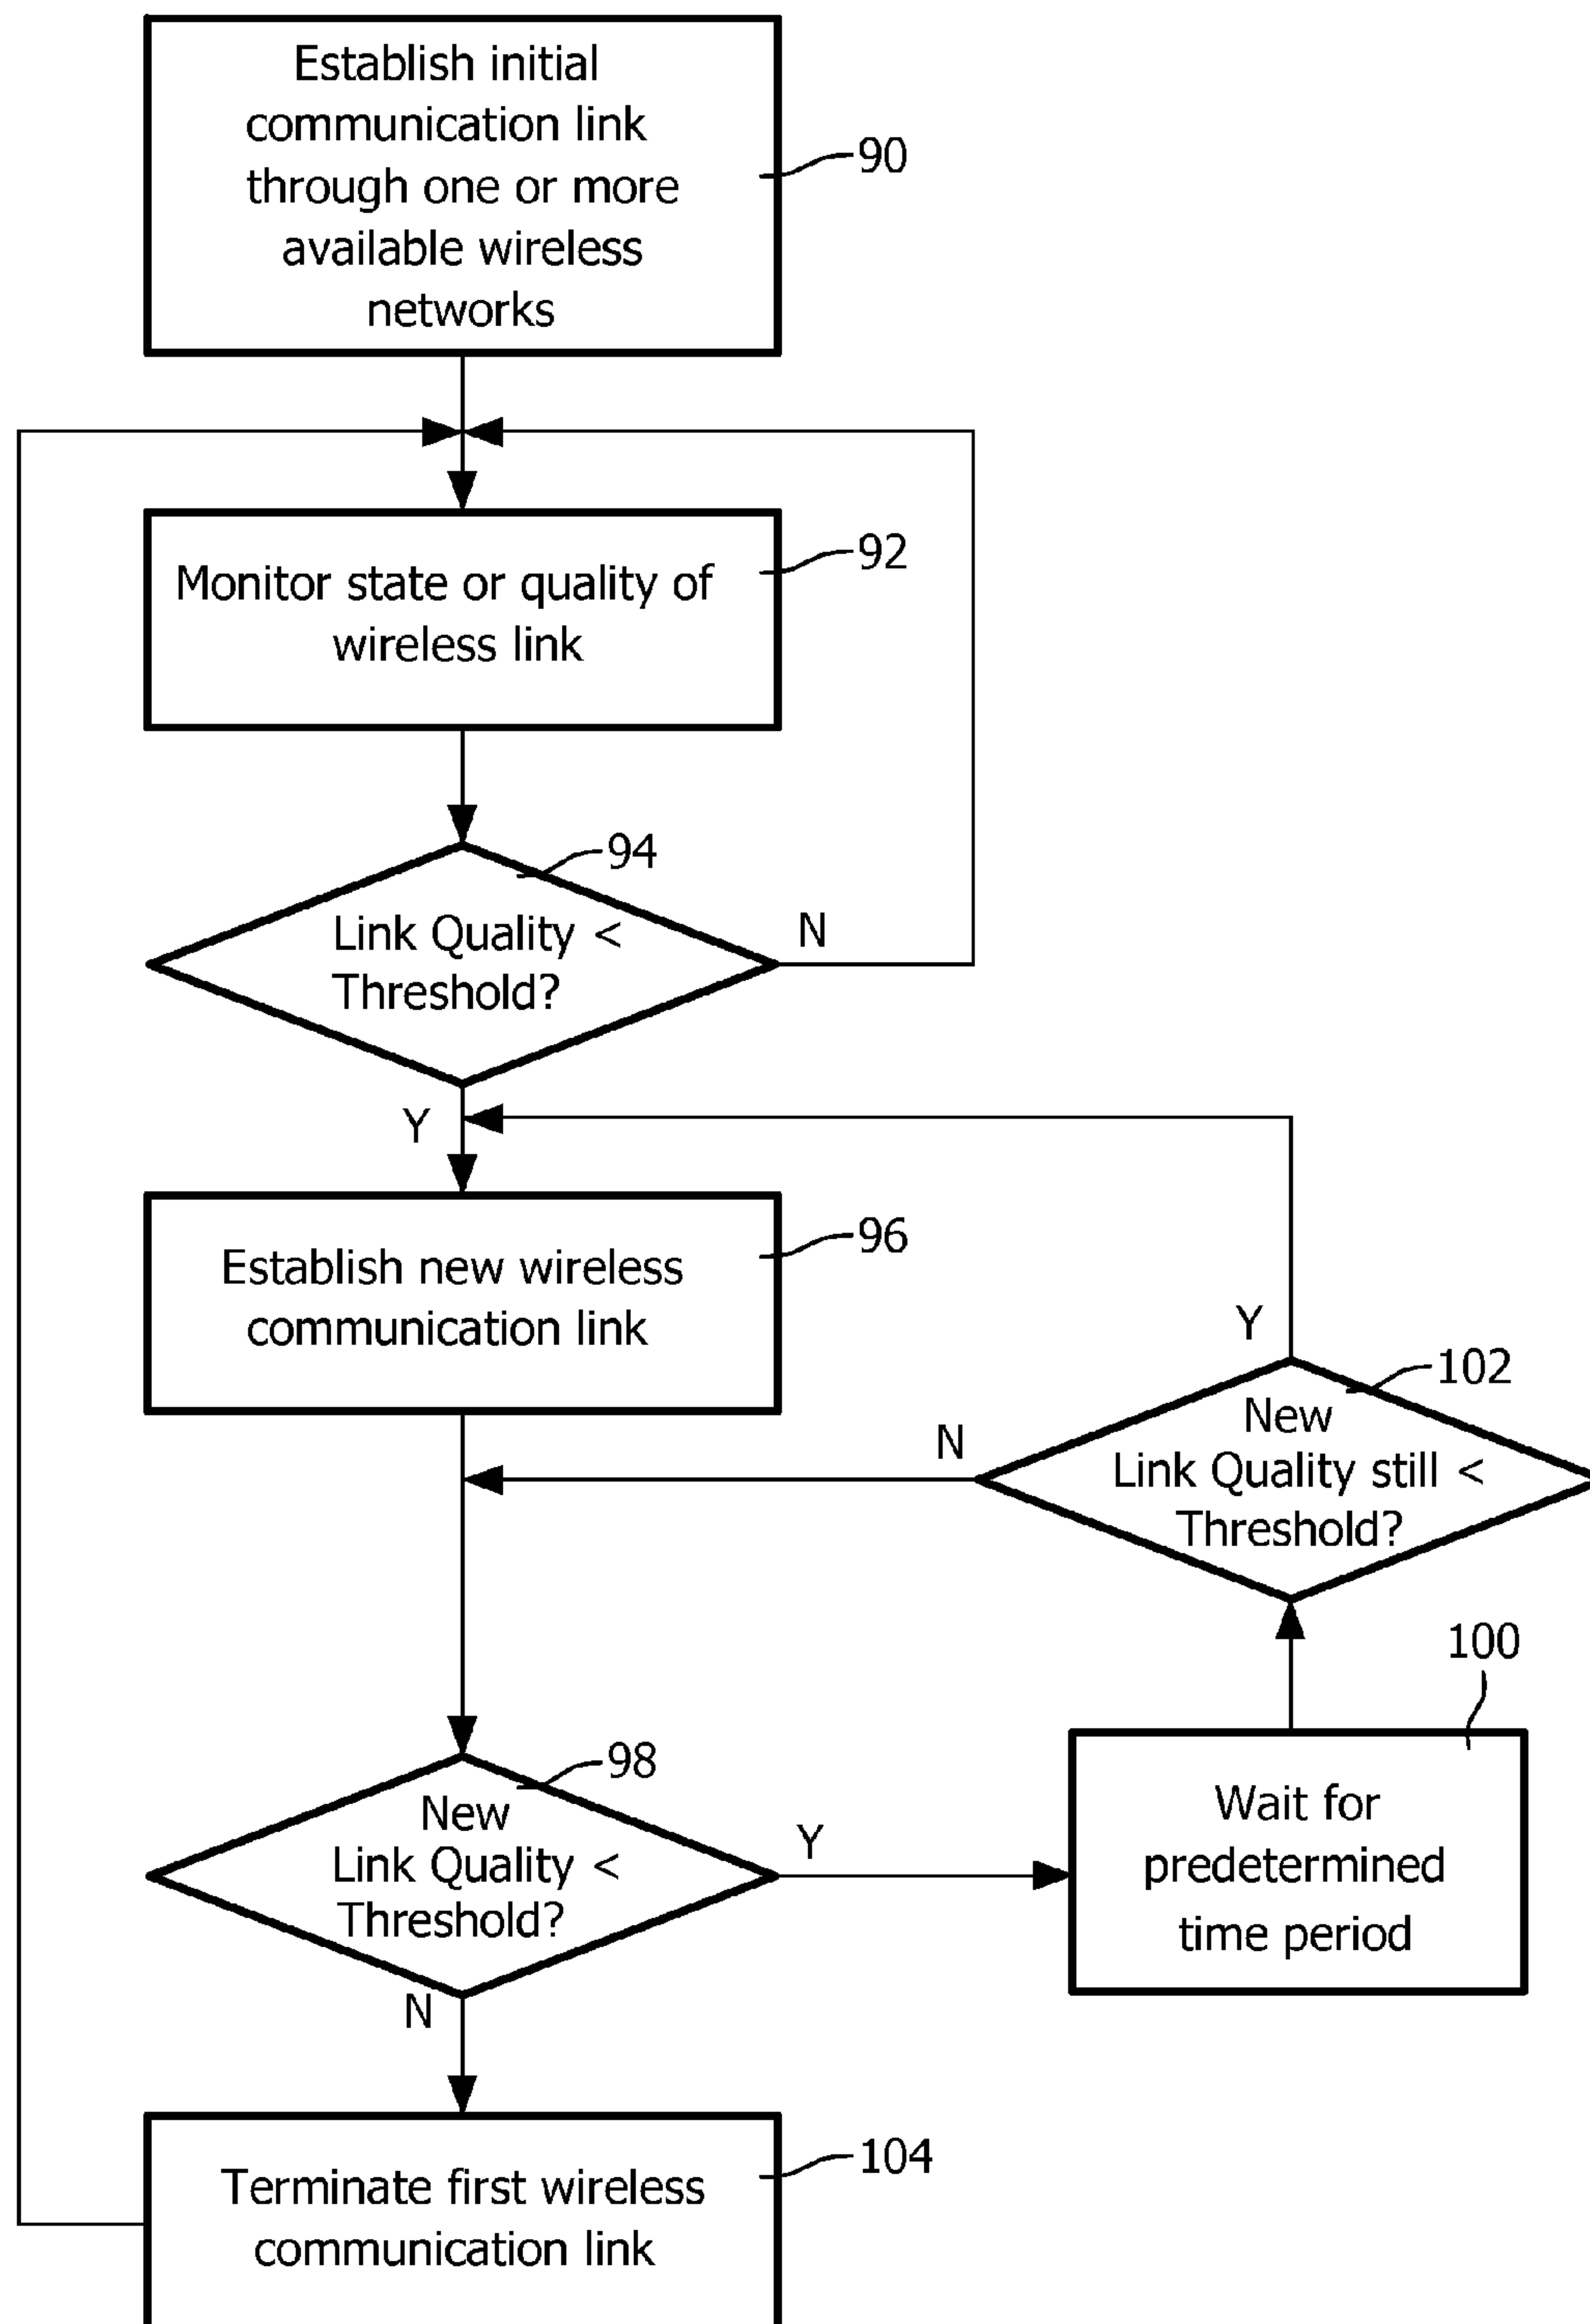 Establish initial
communication link
through one or more
available wireless
networks
90
Monitor state or quality of
wireless link
92
94
Link Quality <
Threshold?
N
Y
Establish new wireless
communication link
96
Y
102
New
Link Quality still <
Threshold?
N
100
Wait for
predetermined
time period
98
New
Link Quality <
Threshold?
Y
N
Terminate first wireless
communication link
104